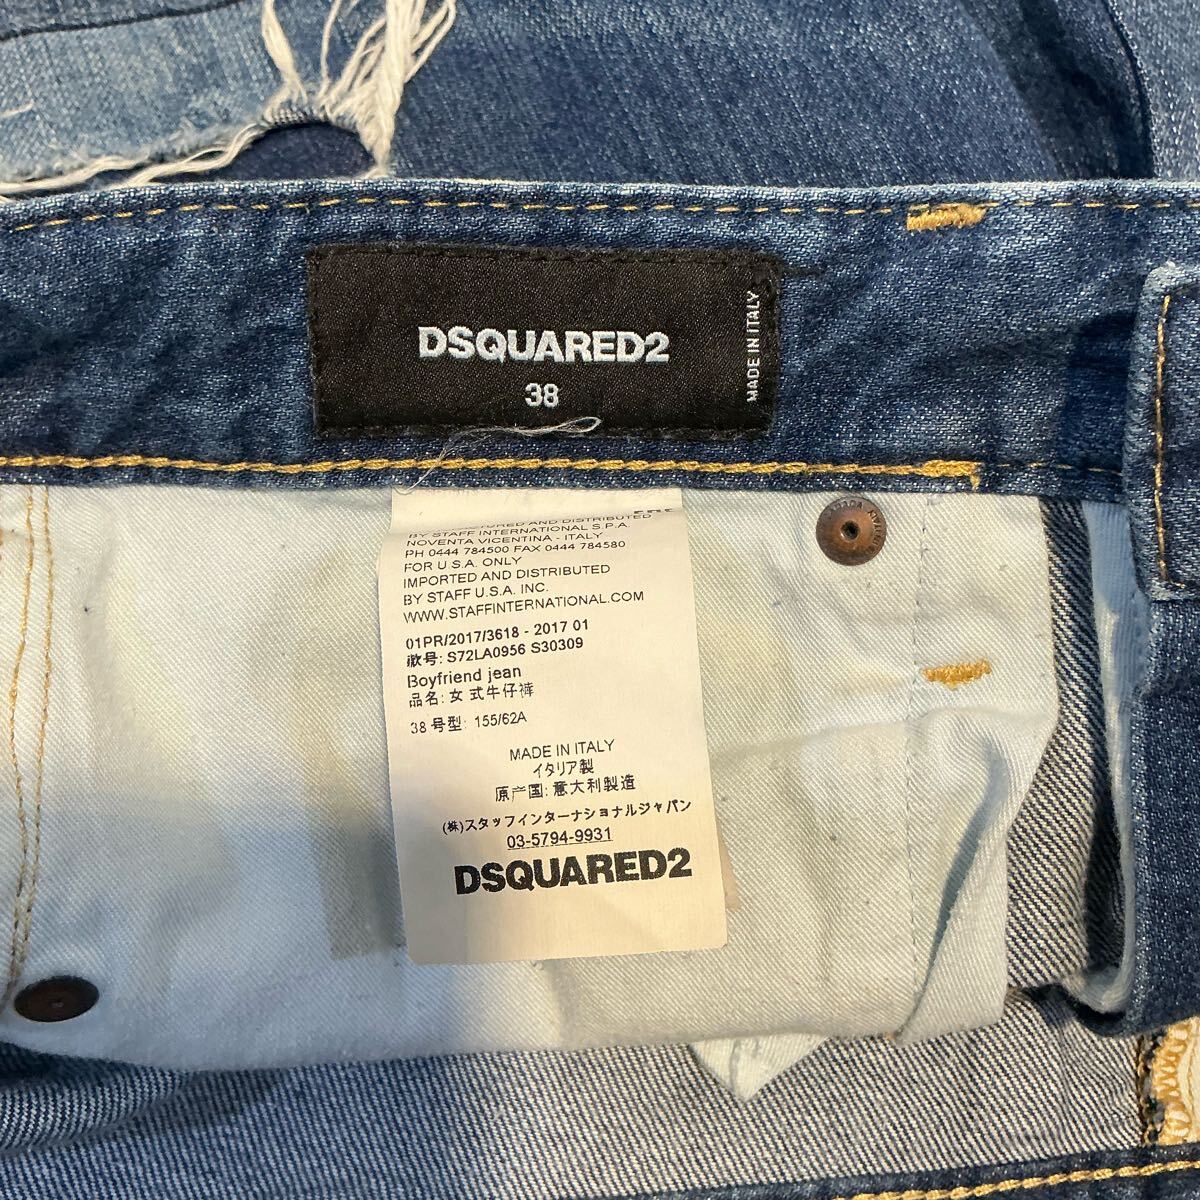 DSQUARED2
38
MADE IN ITALY
MANUFACTURED AND DISTRIBUTED
BY STAFF INTERNATIONAL S.P.A.
NOVENTA VICENTINA - ITALY
PH 0444 784500 FAX 0444 784580
FOR U.S.A. ONLY
IMPORTED AND DISTRIBUTED
BY STAFF U.S.A. INC.
WWW.STAFFINTERNATIONAL.COM
01PR/2017/3618 - 2017 01
款号: S72LA0956 S30309
Boyfriend jean
品名: 女 式牛仔裤
38 号型: 155/62A
MADE IN ITALY
イタリア製
原产国: 意大利製造
(株)スタッフインターナショナルジャパン
03-5794-9931
DSQUARED2